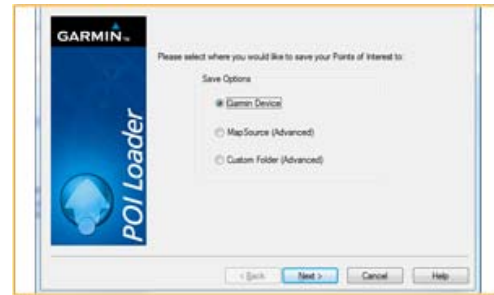 GARMIN
POI Loader
Please select where you would like to save your Points of Interest to:
Save Options
Garmin Device
MapSource (Advanced)
Custom Folder (Advanced)
< Back
Next >
Cancel
Help